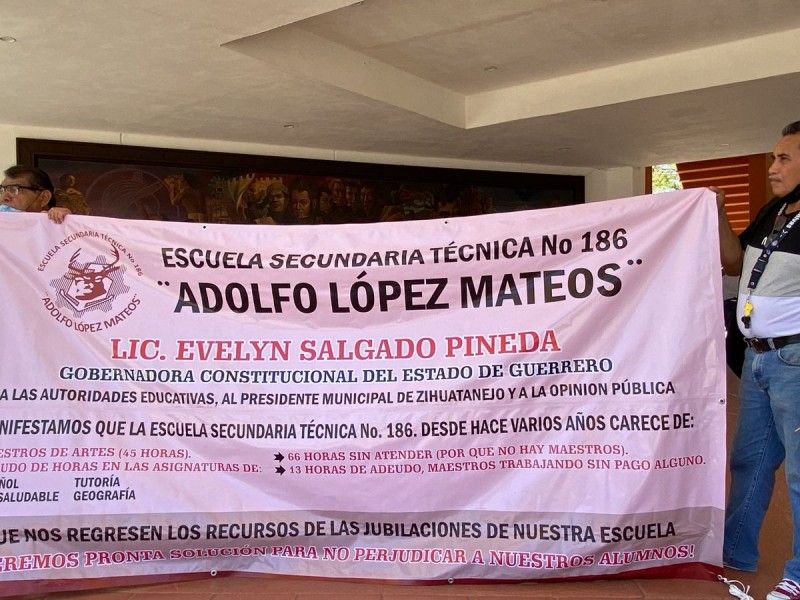 ESCUELA SECUNDARIA TÉCNICA No 186
ADOLFO LÓPEZ MATEOS
ESCUELA SECUNDARIA TÉCNICA No 186
¨ADOLFO LÓPEZ MATEOS¨
LIC. EVELYN SALGADO PINEDA
GOBERNADORA CONSTITUCIONAL DEL ESTADO DE GUERRERO
A LAS AUTORIDADES EDUCATIVAS, AL PRESIDENTE MUNICIPAL DE ZIHUATANEJO Y A LA OPINION PÚBLICA
NIFESTAMOS QUE LA ESCUELA SECUNDARIA TÉCNICA No. 186. DESDE HACE VARIOS AÑOS CARECE DE:
ESTROS DE ARTES (45 HORAS).
UDO DE HORAS EN LAS ASIGNATURAS DE:
ÑOL TUTORÍA
SALUDABLE GEOGRAFÍA
66 HORAS SIN ATENDER (POR QUE NO HAY MAESTROS).
13 HORAS DE ADEUDO, MAESTROS TRABAJANDO SIN PAGO ALGUNO.
UE NOS REGRESEN LOS RECURSOS DE LAS JUBILACIONES DE NUESTRA ESCUELA
EREMOS PRONTA SOLUCIÓN PARA NO PERJUDICAR A NUESTROS ALUMNOS!